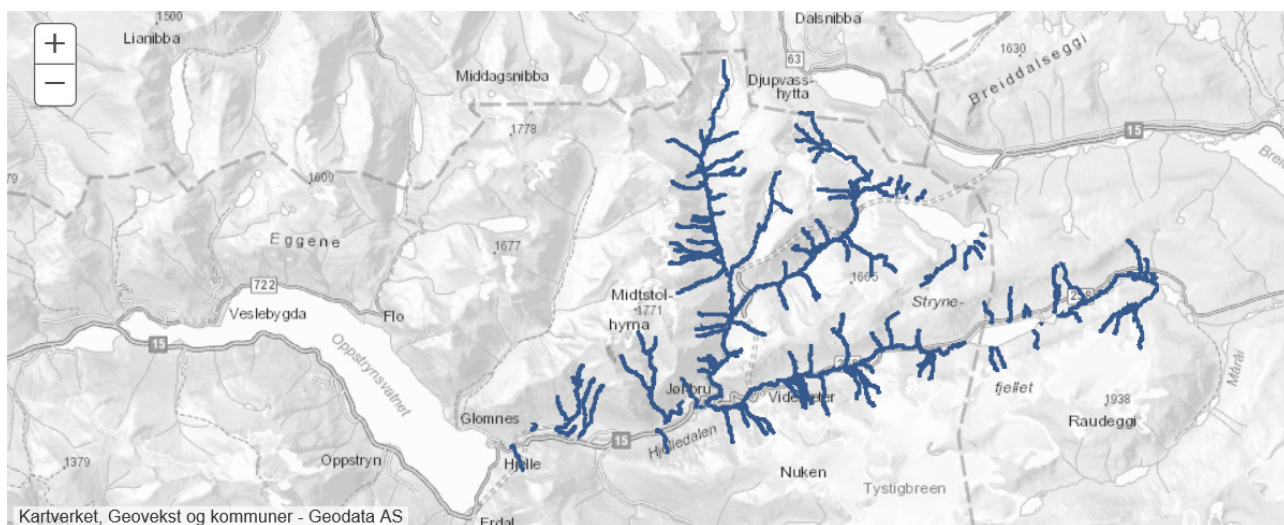 +
−
1500
Lianibba
Dalsnibba
63
1630
Breiddalseggi
Middagsnibba
Djupvass-
hytta
1778
15
1609
Eggene
1677
722
Veslebygda
Flo
Midtstol-
1771
hyrna
1665
Stryne-
258
15
Oppstrynsvatnet
fjellet
Måråi
1938
Raudeggi
Glomnes
15
Hjelledalen
1379
Oppstryn
Hjelle
Nuken
Tystigbreen
Erdal
Kartverket, Geovekst og kommuner - Geodata AS